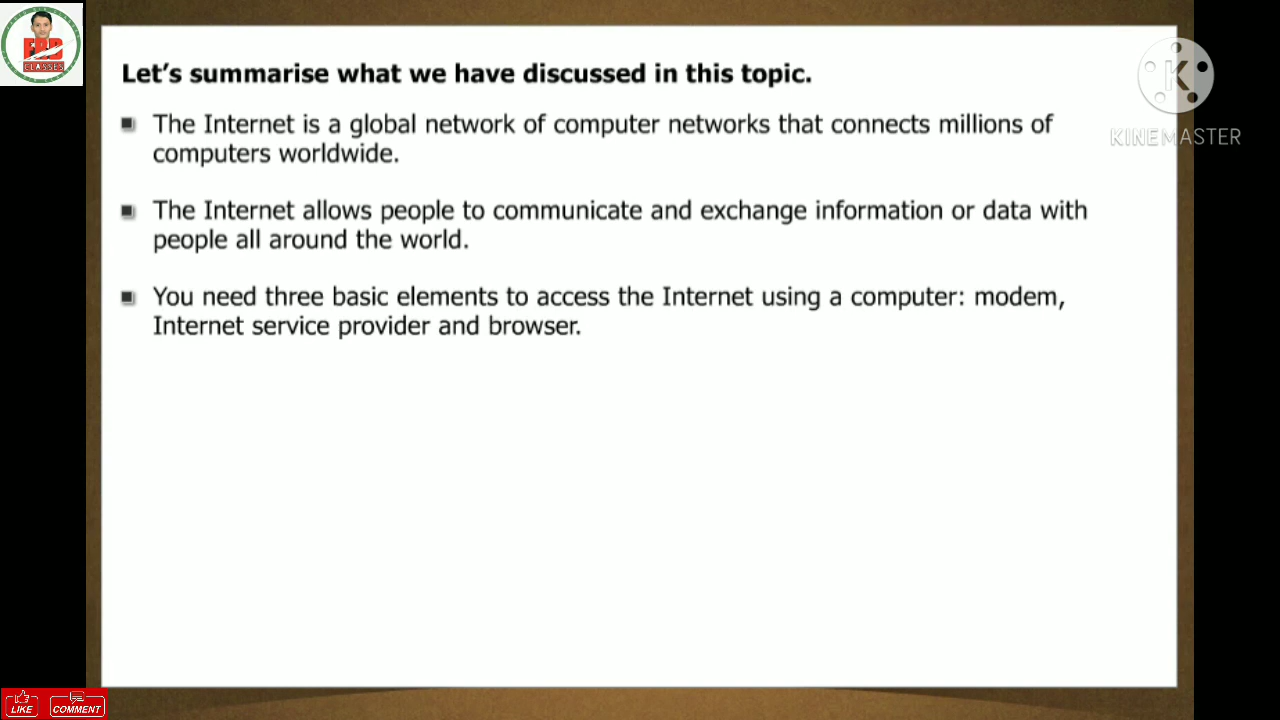 Let's summarise what we have discussed in this topic.
The Internet is a global network of computer networks that connects millions of
computers worldwide.
The Internet allows people to communicate and exchange information or data with
people all around the world.
You need three basic elements to access the Internet using a computer: modem,
Internet service provider and browser.
K
KINEMASTER
CLASSES
LIKE
COMMENT